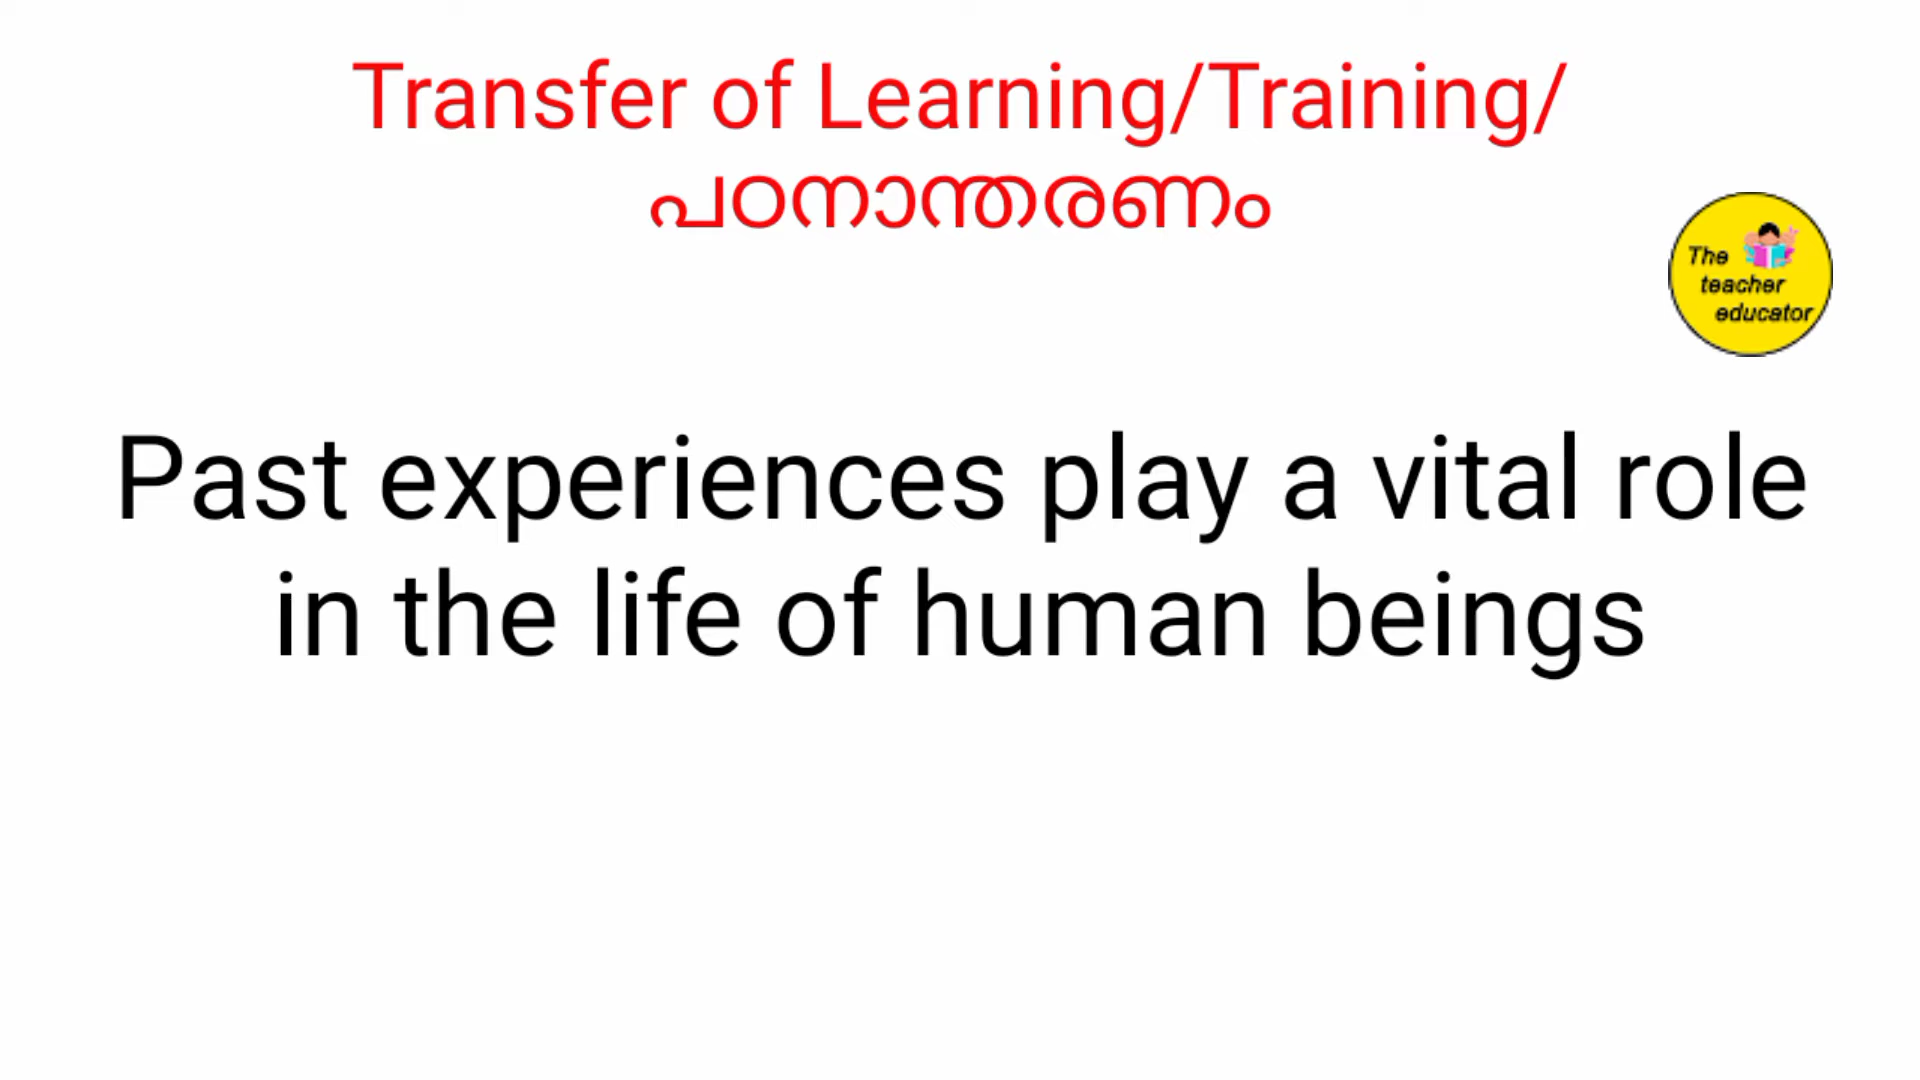 Transfer of Learning/Training/
പഠനാന്തരണം
The
teacher
educator
Past experiences play a vital role
in the life of human beings